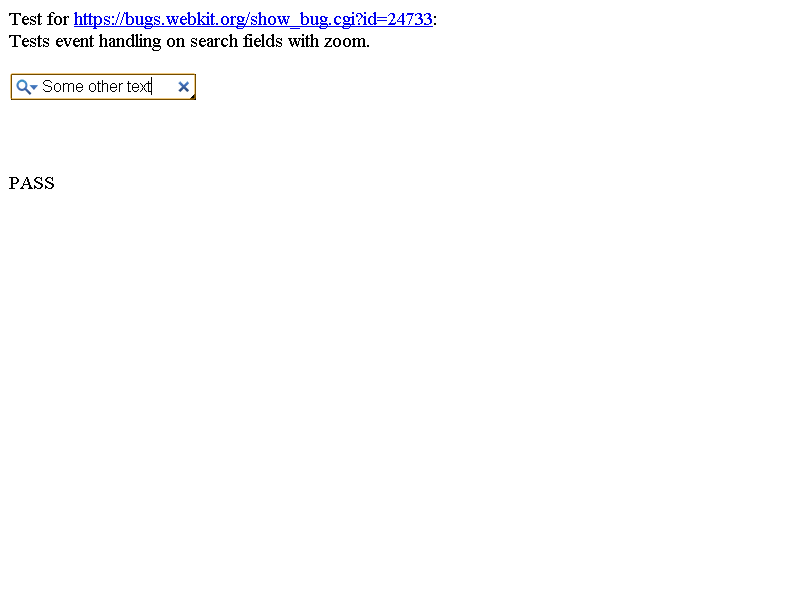 Test for https://bugs.webkit.org/show_bug.cgi?id=24733:
Tests event handling on search fields with zoom.
Some other text
PASS